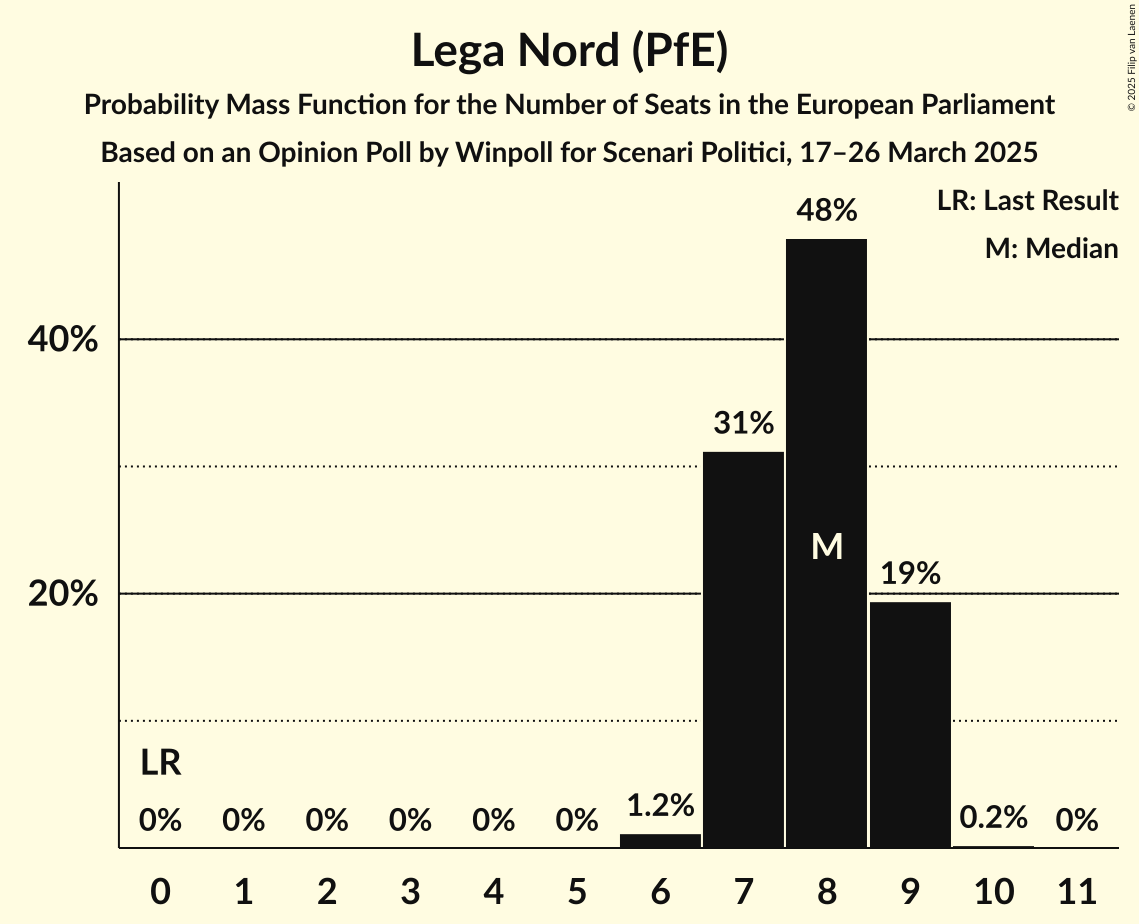 Lega Nord (PfE)
Probability Mass Function for the Number of Seats in the European Parliament
Based on an Opinion Poll by Winpoll for Scenari Politici, 17–26 March 2025
© 2025 Filip van Laenen
LR: Last Result
M: Median
48%
40%
31%
M
20%
19%
LR
0% 0% 0% 0% 0% 0% 1.2% 0.2% 0%
0 1 2 3 4 5 6 7 8 9 10 11